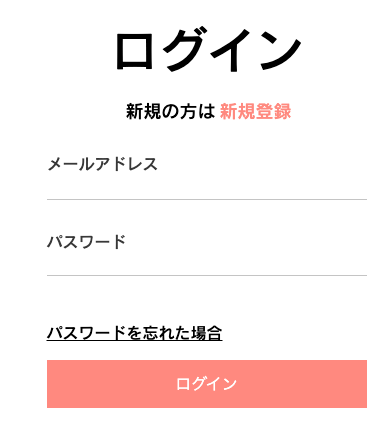 ログイン
新規の方は 新規登録
メールアドレス
パスワード
パスワードを忘れた場合
ログイン